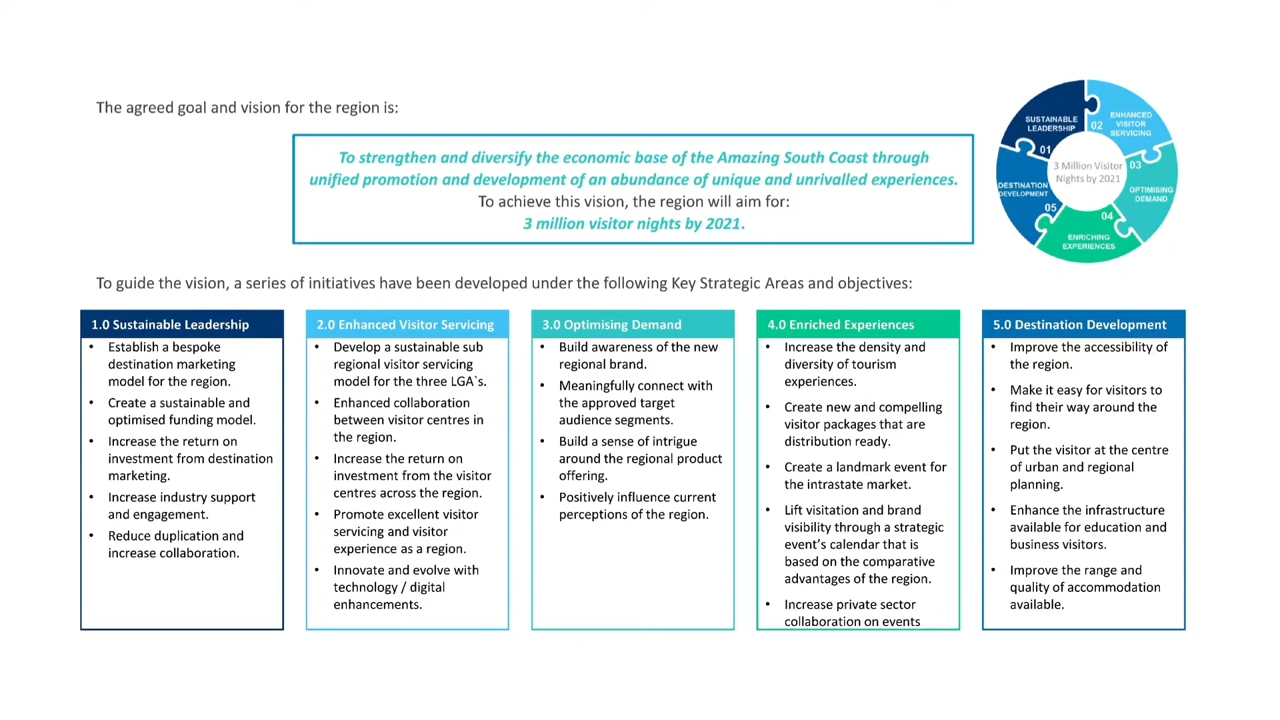 The agreed goal and vision for the region is:
To strengthen and diversify the economic base of the Amazing South Coast through
unified promotion and development of an abundance of unique and unrivalled experiences.
To achieve this vision, the region will aim for:
3 million visitor nights by 2021.
SUSTAINABLE
LEADERSHIP
01
ENHANCED
VISITOR
SERVICING
02
03
OPTIMISING
DEMAND
04
ENRICHING
EXPERIENCES
DESTINATION
DEVELOPMENT
05
3 Million Visitor
Nights by 2021
To guide the vision, a series of initiatives have been developed under the following Key Strategic Areas and objectives:
1.0 Sustainable Leadership
• Establish a bespoke
destination marketing
model for the region.
• Create a sustainable and
optimised funding model.
• Increase the return on
investment from destination
marketing.
• Increase industry support
and engagement.
• Reduce duplication and
increase collaboration.
2.0 Enhanced Visitor Servicing
• Develop a sustainable sub
regional visitor servicing
model for the three LGA`s.
• Enhanced collaboration
between visitor centres in
the region.
• Increase the return on
investment from the visitor
centres across the region.
• Promote excellent visitor
servicing and visitor
experience as a region.
• Innovate and evolve with
technology / digital
enhancements.
3.0 Optimising Demand
• Build awareness of the new
regional brand.
• Meaningfully connect with
the approved target
audience segments.
• Build a sense of intrigue
around the regional product
offering.
• Positively influence current
perceptions of the region.
4.0 Enriched Experiences
• Increase the density and
diversity of tourism
experiences.
• Create new and compelling
visitor packages that are
distribution ready.
• Create a landmark event for
the intrastate market.
• Lift visitation and brand
visibility through a strategic
event's calendar that is
based on the comparative
advantages of the region.
• Increase private sector
collaboration on events
5.0 Destination Development
• Improve the accessibility of
the region.
• Make it easy for visitors to
find their way around the
region.
• Put the visitor at the centre
of urban and regional
planning.
• Enhance the infrastructure
available for education and
business visitors.
• Improve the range and
quality of accommodation
available.